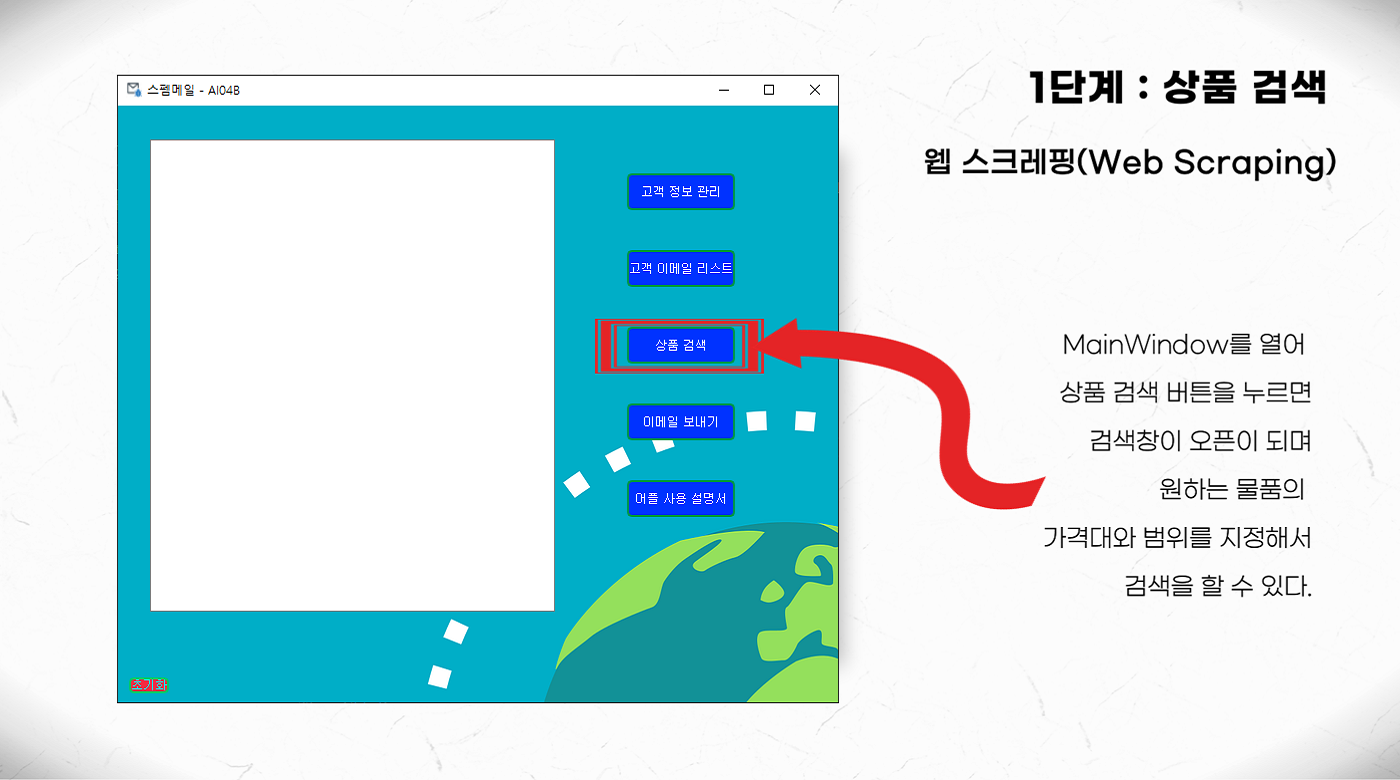 스펨메일 - AI04B
고객 정보 관리
고객 이메일 리스트
상품 검색
이메일 보내기
어플 사용 설명서
초기화
1단계 : 상품 검색
웹 스크레핑(Web Scraping)
MainWindow를 열어
상품 검색 버튼을 누르면
검색창이 오픈이 되며
원하는 물품의
가격대와 범위를 지정해서
검색을 할 수 있다.